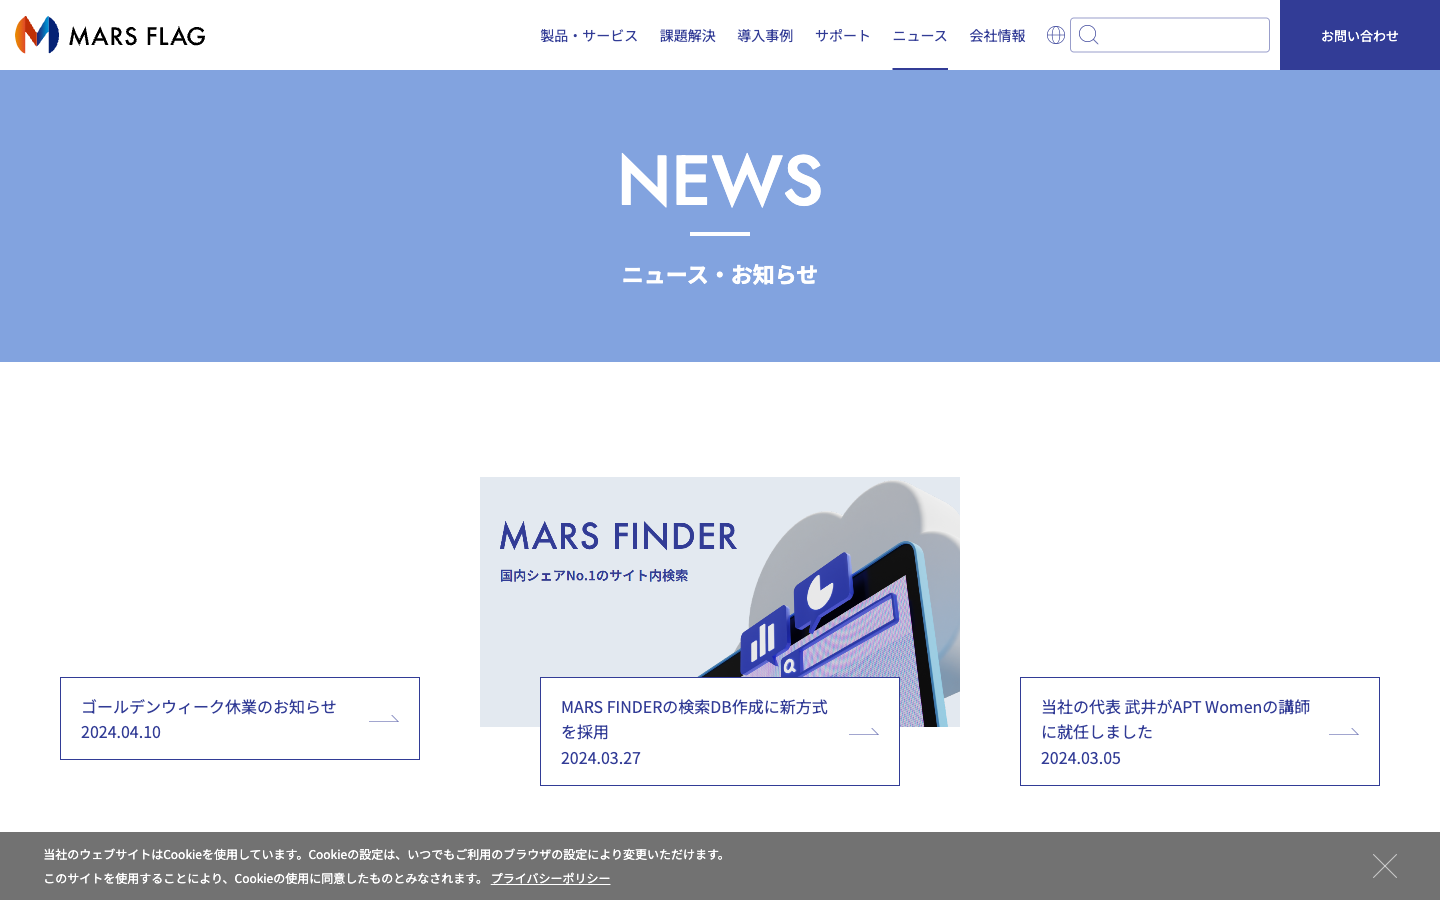 MARS FLAG
製品・サービス
課題解決
導入事例
サポート
ニュース
会社情報
お問い合わせ
NEWS
ニュース・お知らせ
MARS FINDER
国内シェアNo.1のサイト内検索
a
ゴールデンウィーク休業のお知らせ
2024.04.10
MARS FINDERの検索DB作成に新方式
を採用
2024.03.27
当社の代表 武井がAPT Womenの講師
に就任しました
2024.03.05
当社のウェブサイトはCookieを使用しています。Cookieの設定は、いつでもご利用のブラウザの設定により変更いただけます。
このサイトを使用することにより、Cookieの使用に同意したものとみなされます。 プライバシーポリシー